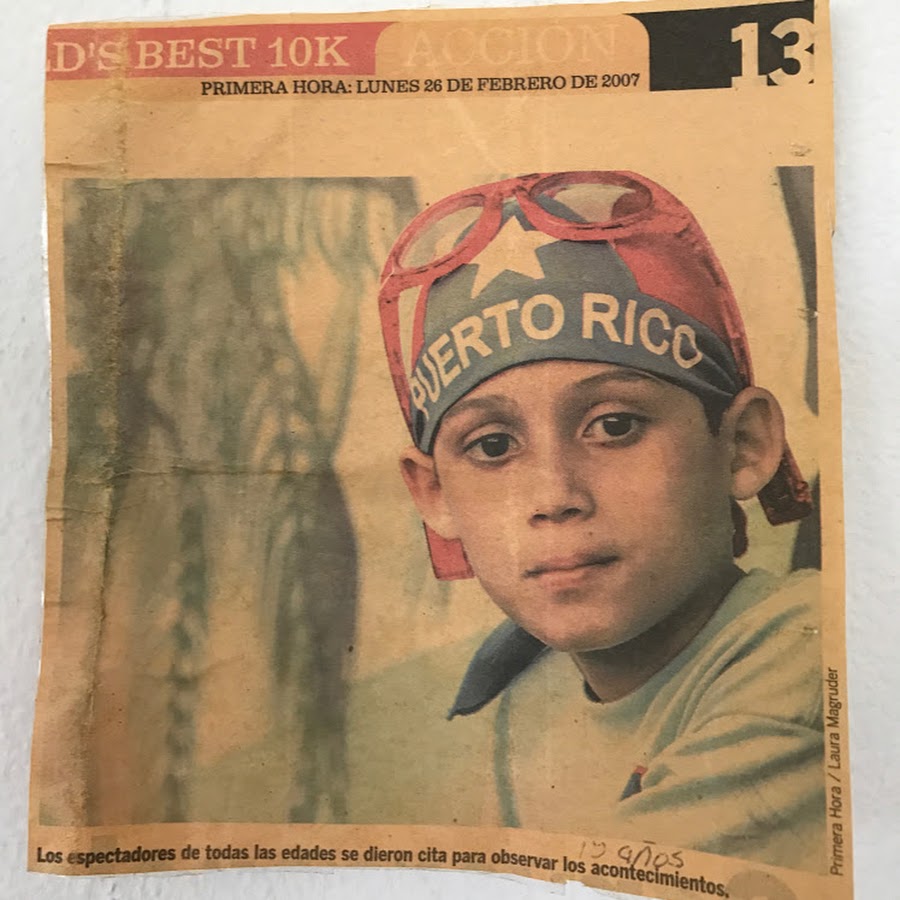 LD'S BEST 10K ACCIÓN 13
PRIMERA HORA: LUNES 26 DE FEBRERO DE 2007
PUERTO RICO
Primera Hora / Laura Magruder
años
Los espectadores de todas las edades se dieron cita para observar los acontecimientos.